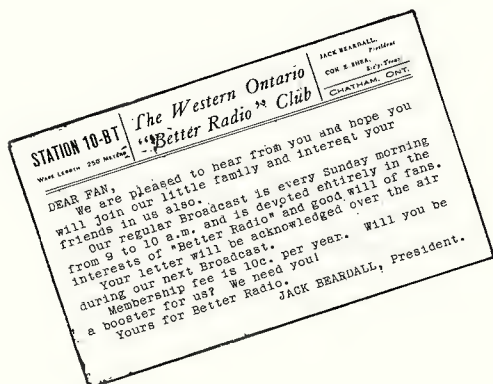 STATION 10-BT
WAVE LENGTH 250 METERS
The Western Ontario
"Better Radio" Club
JACK BEARDALL,
President
CON E. SHEA,
Sec'y-Treas.
CHATHAM, ONT.
DEAR FAN,
We are pleased to hear from you and hope you
will join our little family and interest your
friends in us also.
Our regular Broadcast is every Sunday morning
from 9 to 10 a.m. and is devoted entirely in the
interests of "Better Radio" and good will of fans.
Your letter will be acknowledged over the air
during our next Broadcast.
Membership fee is 10c. per year. Will you be
a booster for us? We need you!
Yours for Better Radio.
JACK BEARDALL, President.